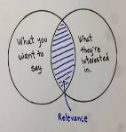 What you
want to
say.
What
they're
interested
in.
Relevance